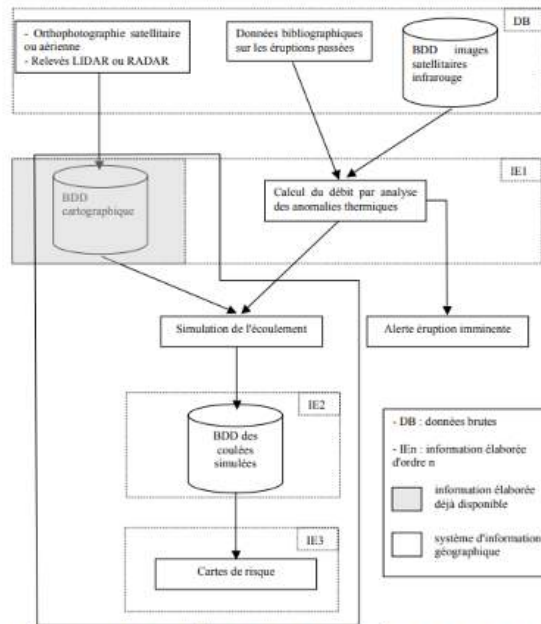 DB
- Orthophotographie satellitaire
ou aérienne
- Relevés LIDAR ou RADAR
Données bibliographiques
sur les éruptions passées
BDD images
satellitaires
infrarouge
IE1
BDD
cartographique
Calcul du débit par analyse
des anomalies thermiques
Simulation de l'écoulement
Alerte éruption imminente
IE2
BDD des
coulées
simulées
IE3
Cartes de risque
- DB : données brutes
- IEn : information élaborée
d'ordre n
information élaborée
déjà disponible
système d'information
géographique